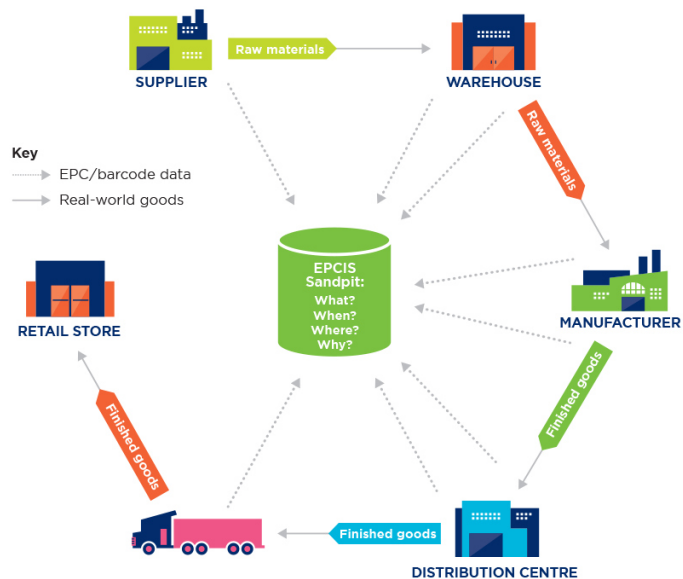 Raw materials
SUPPLIER
WAREHOUSE
Key
EPC/barcode data
Real-world goods
Raw materials
EPCIS
Sandpit:
What?
When?
Where?
Why?
RETAIL STORE
MANUFACTURER
Finished goods
Finished goods
Finished goods
DISTRIBUTION CENTRE